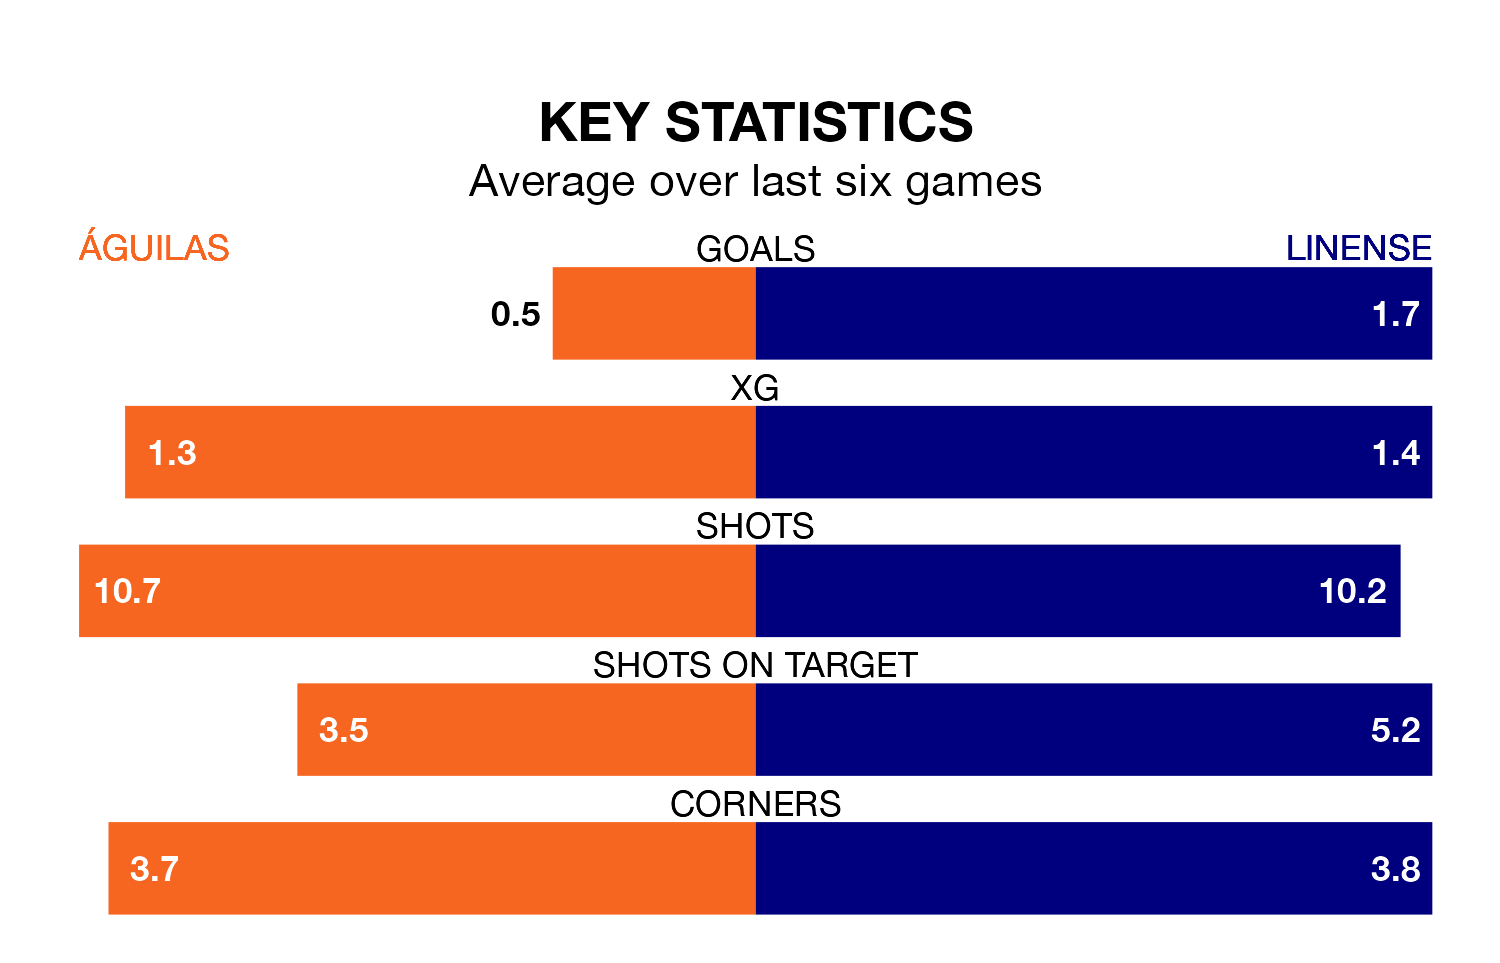 KEY STATISTICS
Average over last six games
ÁGUILAS GOALS LINENSE
0.5 1.7
XG
1.3 1.4
SHOTS
10.7 10.2
SHOTS ON TARGET
3.5 5.2
CORNERS
3.7 3.8